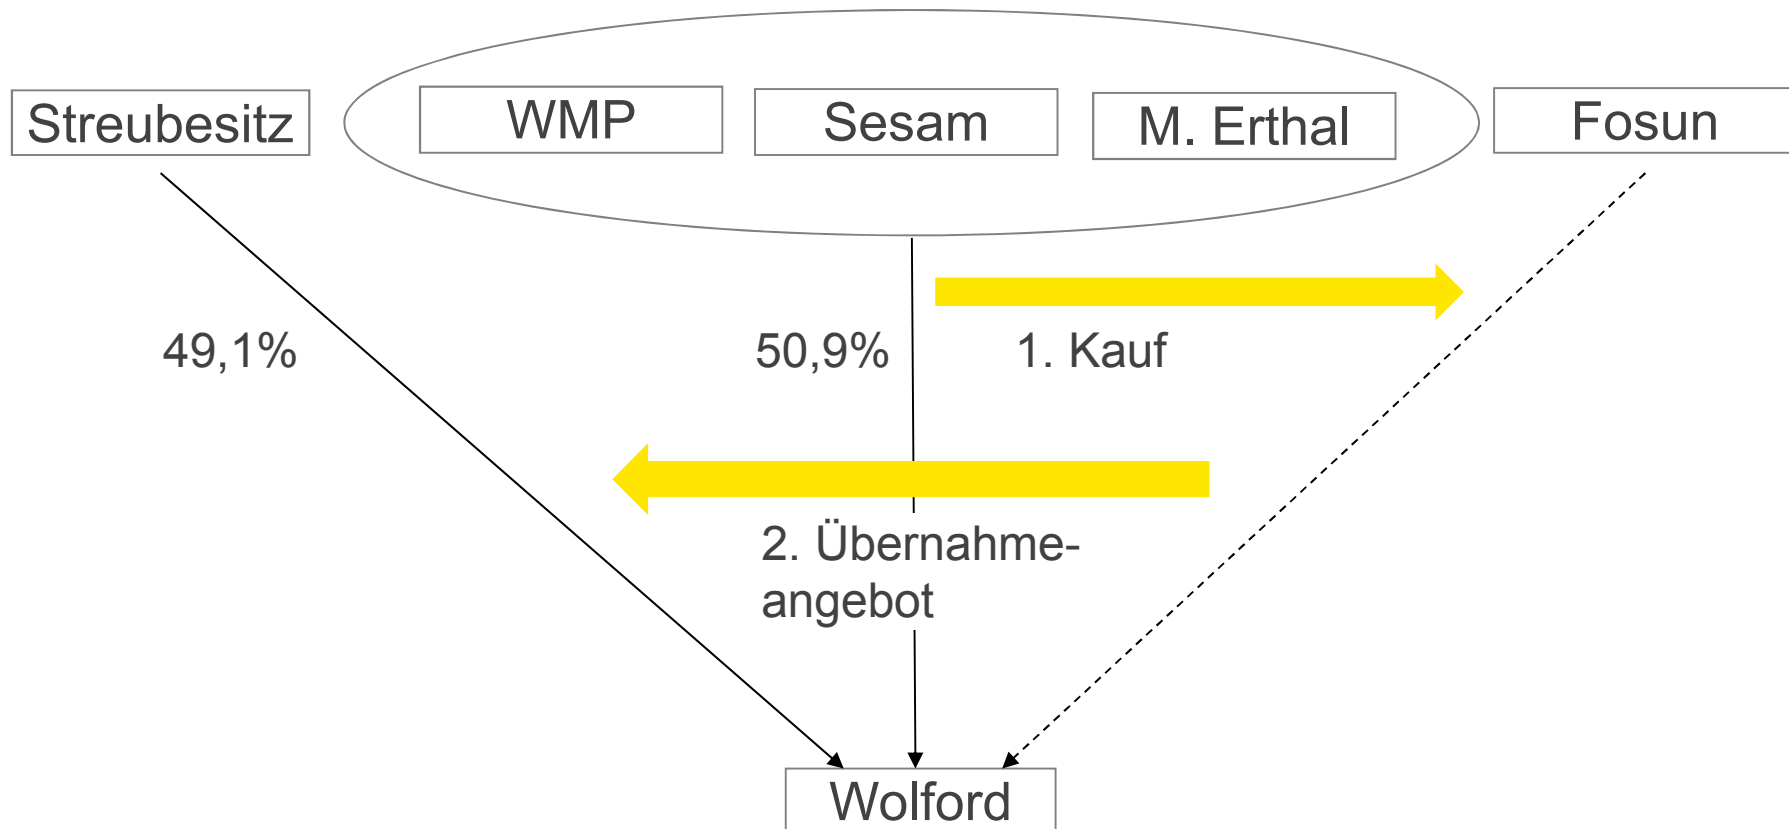 Streubesitz
WMP
Sesam
M. Erthal
Fosun
49,1%
50,9%
1. Kauf
2. Übernahme-
angebot
Wolford